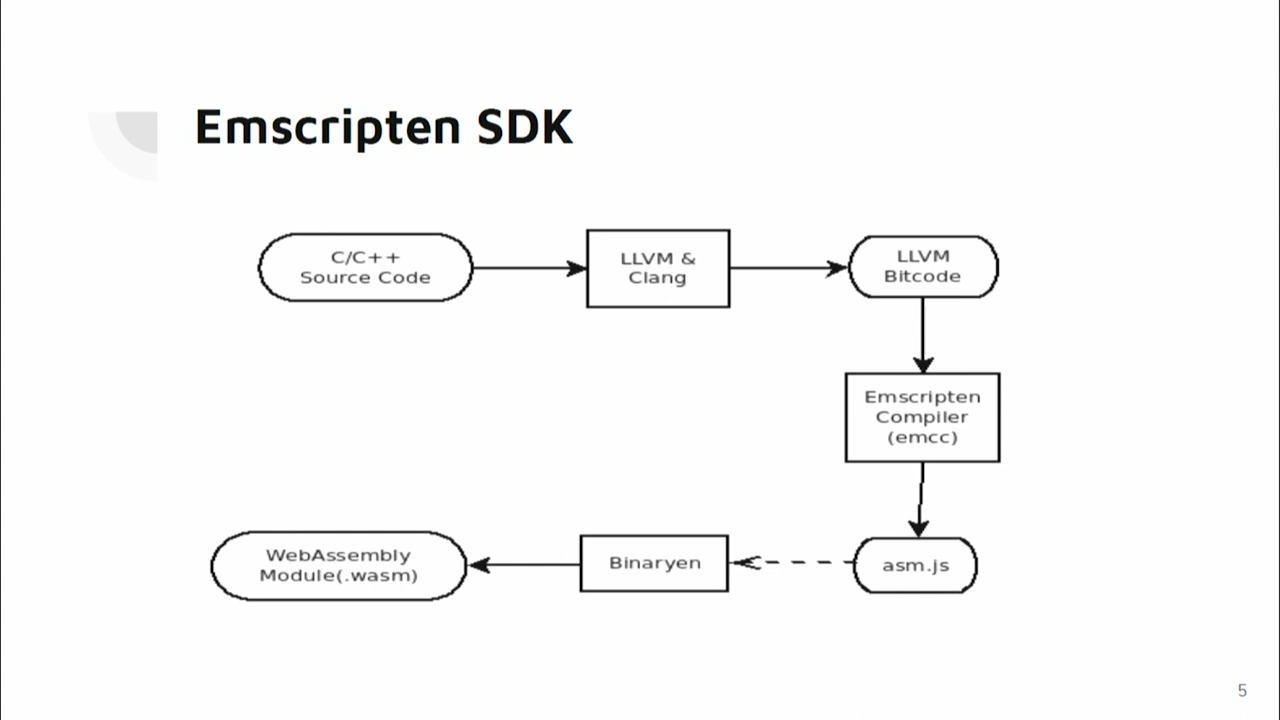 Emscripten SDK
C/C++
Source Code
LLVM &
Clang
LLVM
Bitcode
Emscripten
Compiler
(emcc)
asm.js
Binaryen
WebAssembly
Module(.wasm)
5